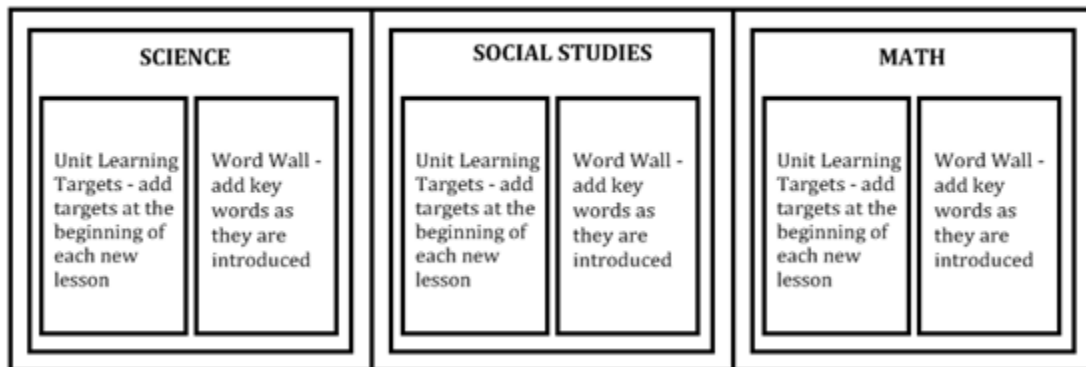 SCIENCE
Unit Learning
Targets - add
targets at the
beginning of
each new
lesson
Word Wall -
add key
words as
they are
introduced
SOCIAL STUDIES
Unit Learning
Targets - add
targets at the
beginning of
each new
lesson
Word Wall -
add key
words as
they are
introduced
MATH
Unit Learning
Targets - add
targets at the
beginning of
each new
lesson
Word Wall -
add key
words as
they are
introduced